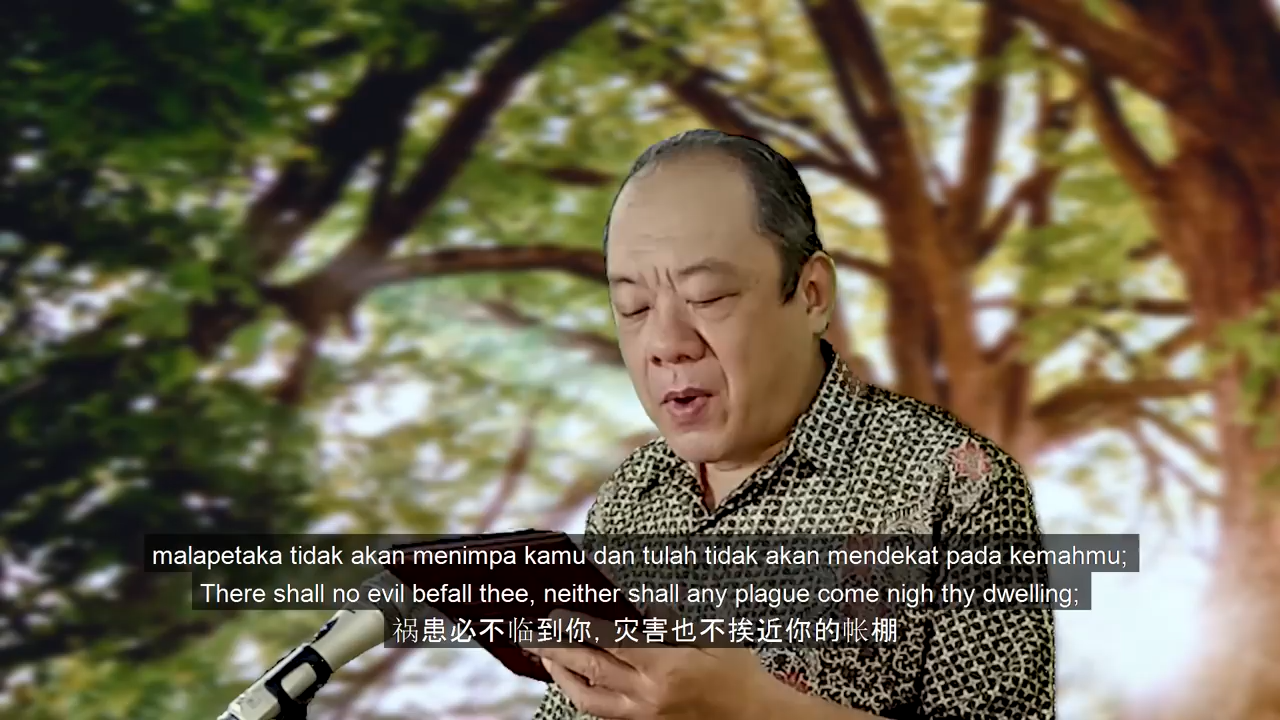 malapetaka tidak akan menimpa kamu dan tulah tidak akan mendekat pada kemahmu;
There shall no evil befall thee, neither shall any plague come nigh thy dwelling;
祸患必不临到你，灾害也不挨近你的帐棚